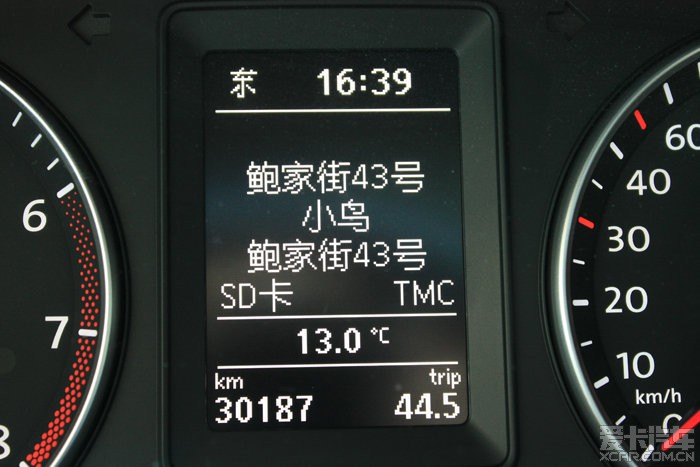 东 16:39
鲍家街43号
小鸟
鲍家街43号
SD卡 TMC
13.0 °C
km trip
30187 44.5
6
7
8
60
40
30
20
10
km/h
爱卡汽车
XCAR.COM.CN